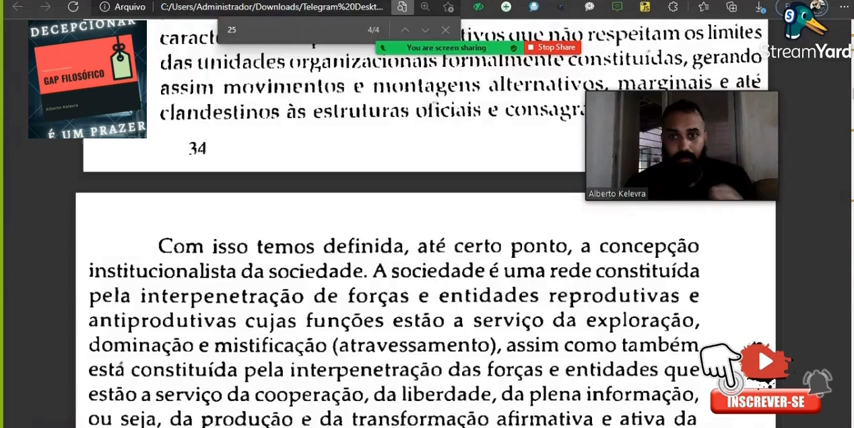 Arquivo
C:/Users/Administrador/Downloads/Telegram%20Deskt...
25
4/4
You are screen sharing
Stop Share
StreamYard
DECEPCIONAR
GAP FILOSÓFICO
Alberto Kelevra
É UM PRAZER
que não respeitam os limites
das unidades organizacionais formalmente constituídas, gerando
assim movimentos e montagens alternativos, marginais e até
clandestinos às estruturas oficiais e
34
Alberto Kelevra
Com isso temos definida, até certo ponto, a concepção
institucionalista da sociedade. A sociedade é uma rede constituída
pela interpenetração de forças e entidades reprodutivas e
antiprodutivas cujas funções estão a serviço da exploração,
dominação e mistificação (atravessamento), assim como também
está constituída pela interpenetração das forças e entidades que
estão a serviço da cooperação, da liberdade, da plena informação,
ou seja, da produção e da transformação afirmativa e ativa da
INSCREVER-SE